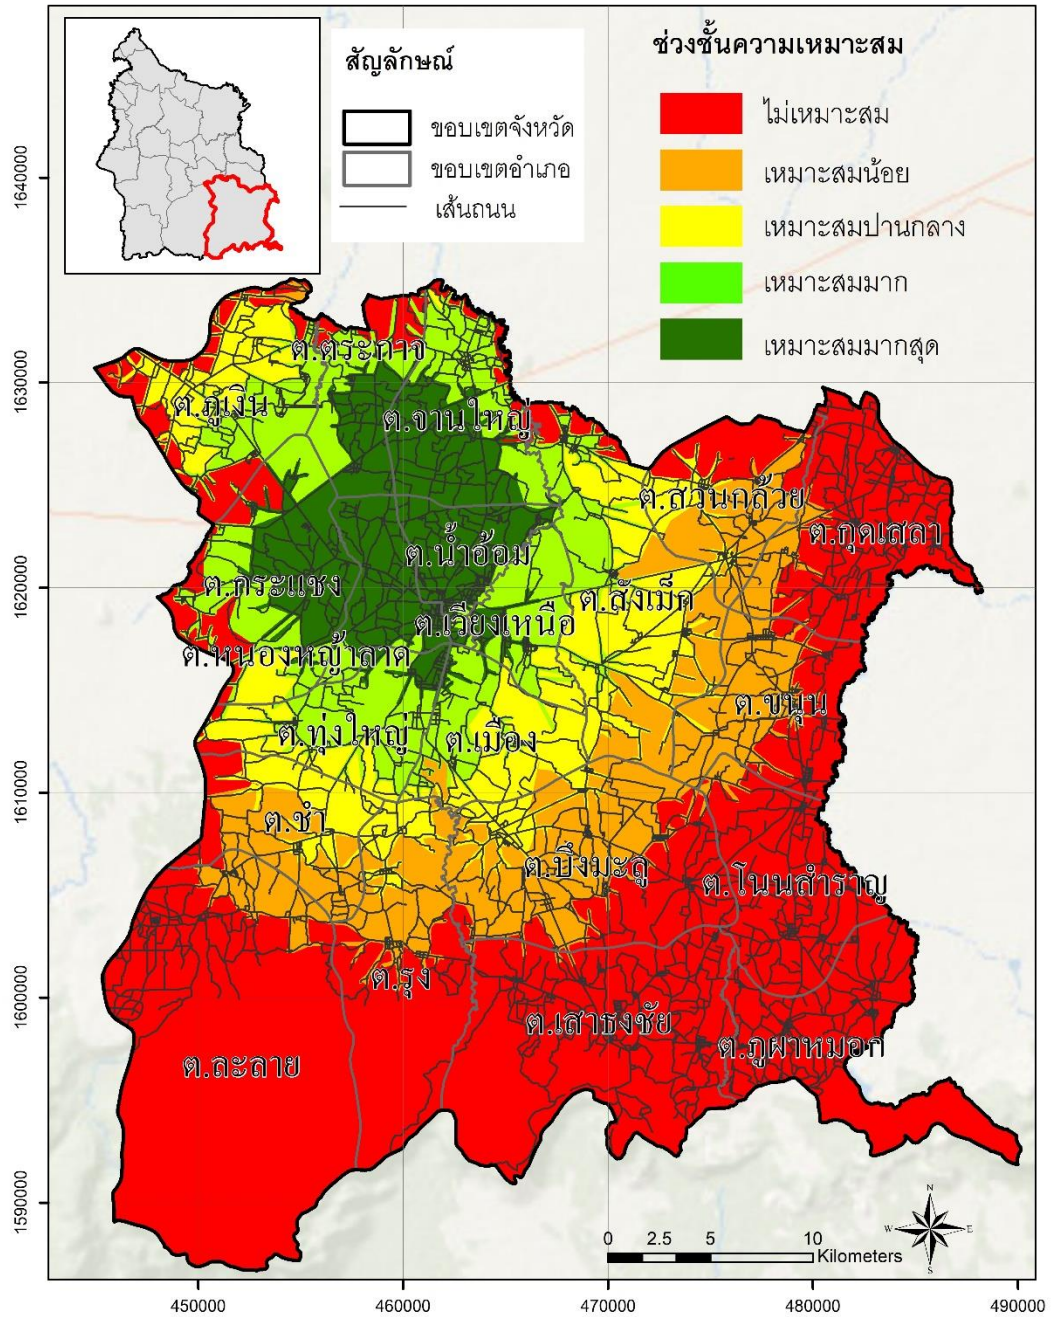 สัญลักษณ์
ขอบเขตจังหวัด
ขอบเขตอำเภอ
เส้นถนน
ช่วงชั้นความเหมาะสม
ไม่เหมาะสม
เหมาะสมน้อย
เหมาะสมปานกลาง
เหมาะสมมาก
เหมาะสมมากสุด
1640000
1630000
1620000
1610000
1600000
1590000
ต.ตระกาจ
ต.ภูเงิน
ต.จานใหญ่
ต.สวนกล้วย
ต.กุดเสลา
ต.น้ำอ้อม
ต.กระแชง
ต.สังเม็ก
ต.เวียงเหนือ
ต.หนองหญ้าลาด
ต.ขนุน
ต.ทุ่งใหญ่
ต.เมือง
ต.ชำ
ต.บึงมะลู
ต.โนนสำราญ
ต.รุง
ต.เสาธงชัย
ต.ภูผาหมอก
ต.ละลาย
N
W
E
S
0 2.5 5 10
Kilometers
450000 460000 470000 480000 490000